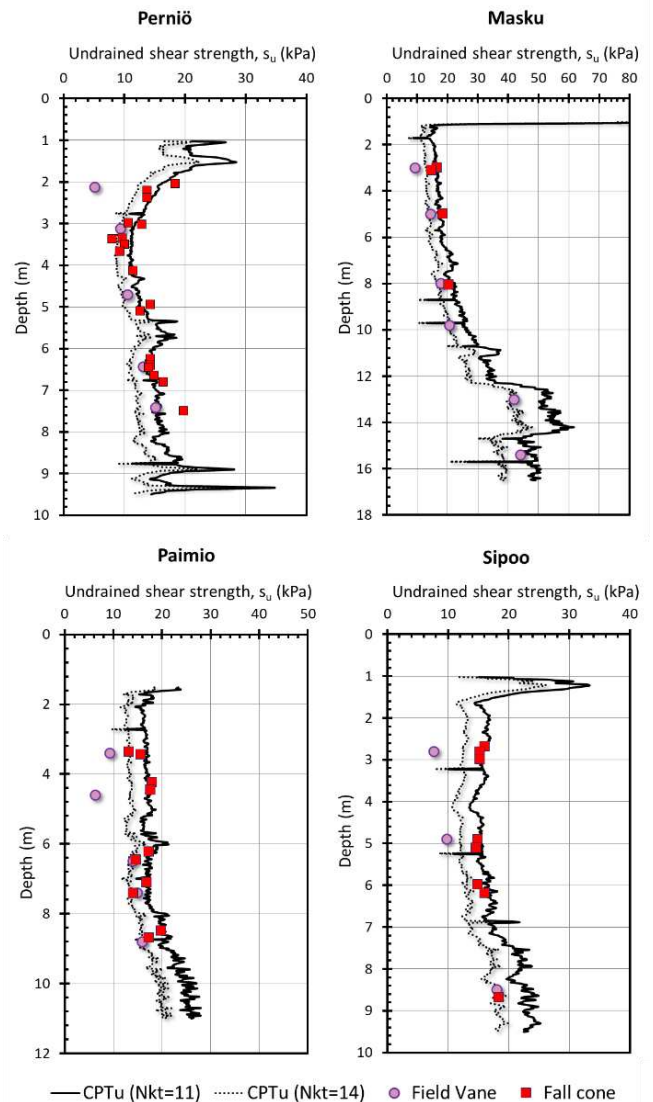 Perniö
Undrained shear strength, su (kPa)
0 10 20 30 40
0
1
2
3
4
5
6
7
8
9
10
Depth (m)
Masku
Undrained shear strength, su (kPa)
0 10 20 30 40 50 60 70 80
0
2
4
6
8
10
12
14
16
18
Depth (m)
Paimio
Undrained shear strength, su (kPa)
0 10 20 30 40 50
0
2
4
6
8
10
12
Depth (m)
Sipoo
Undrained shear strength, su (kPa)
0 10 20 30 40
0
1
2
3
4
5
6
7
8
9
10
Depth (m)
CPTu (Nkt=11) CPTu (Nkt=14) Field Vane Fall cone